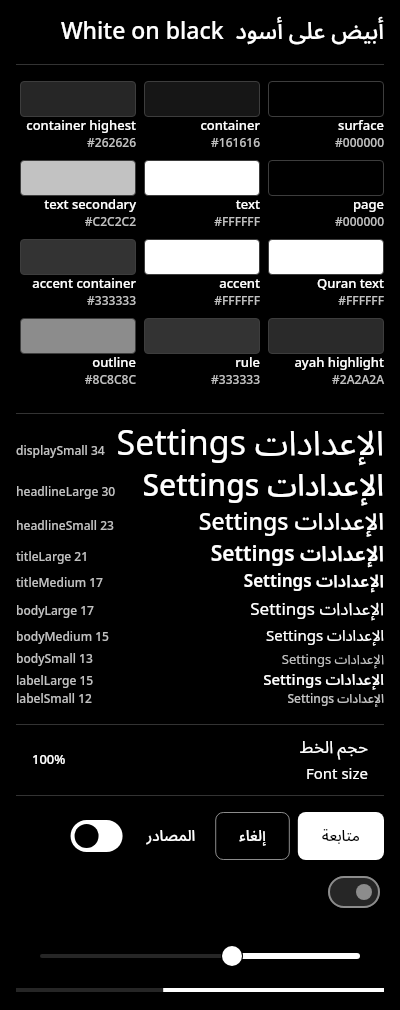 أبيض على أسود White on black
surface
#000000
container
#161616
container highest
#262626
page
#000000
text
#FFFFFF
text secondary
#C2C2C2
Quran text
#FFFFFF
accent
#FFFFFF
accent container
#333333
ayah highlight
#2A2A2A
rule
#333333
outline
#8C8C8C
الإعدادات Settings displaySmall 34
الإعدادات Settings headlineLarge 30
الإعدادات Settings headlineSmall 23
الإعدادات Settings titleLarge 21
الإعدادات Settings titleMedium 17
الإعدادات Settings bodyLarge 17
الإعدادات Settings bodyMedium 15
الإعدادات Settings bodySmall 13
الإعدادات Settings labelLarge 15
الإعدادات Settings labelSmall 12
حجم الخط
Font size
100%
متابعة
إلغاء
المصادر